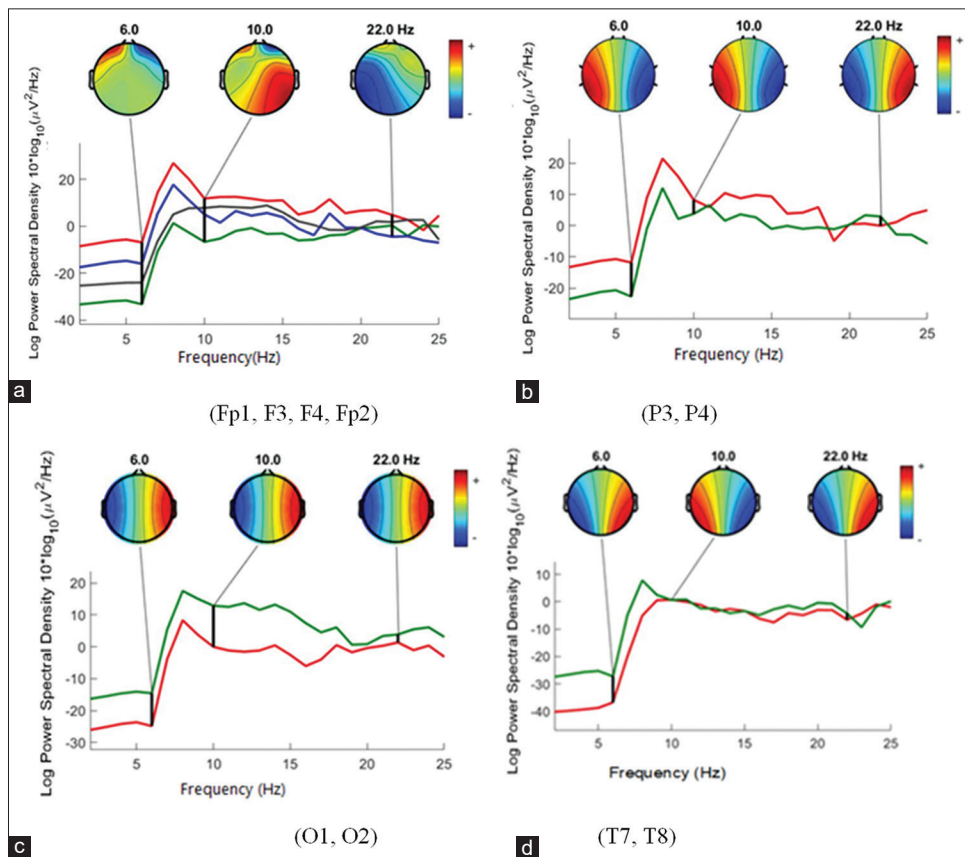 6.0 10.0 22.0 Hz
+
-
Log Power Spectral Density 10*log10(μV²/Hz)
20
0
-20
-40
5 10 15 20 25
Frequency(Hz)
a
(Fp1, F3, F4, Fp2)
6.0 10.0 22.0 Hz
+
-
Log Power Spectral Density 10*log10(μV²/Hz)
20
10
0
-10
-20
5 10 15 20 25
Frequency (Hz)
b
(P3, P4)
6.0 10.0 22.0 Hz
+
-
Log Power Spectral Density 10*log10(μV²/Hz)
20
10
0
-10
-20
-30
5 10 15 20 25
Frequency (Hz)
c
(O1, O2)
6.0 10.0 22.0 Hz
+
-
Log Power Spectral Density 10*log10(μV²/Hz)
10
0
-10
-20
-30
-40
5 10 15 20 25
Frequency (Hz)
d
(T7, T8)